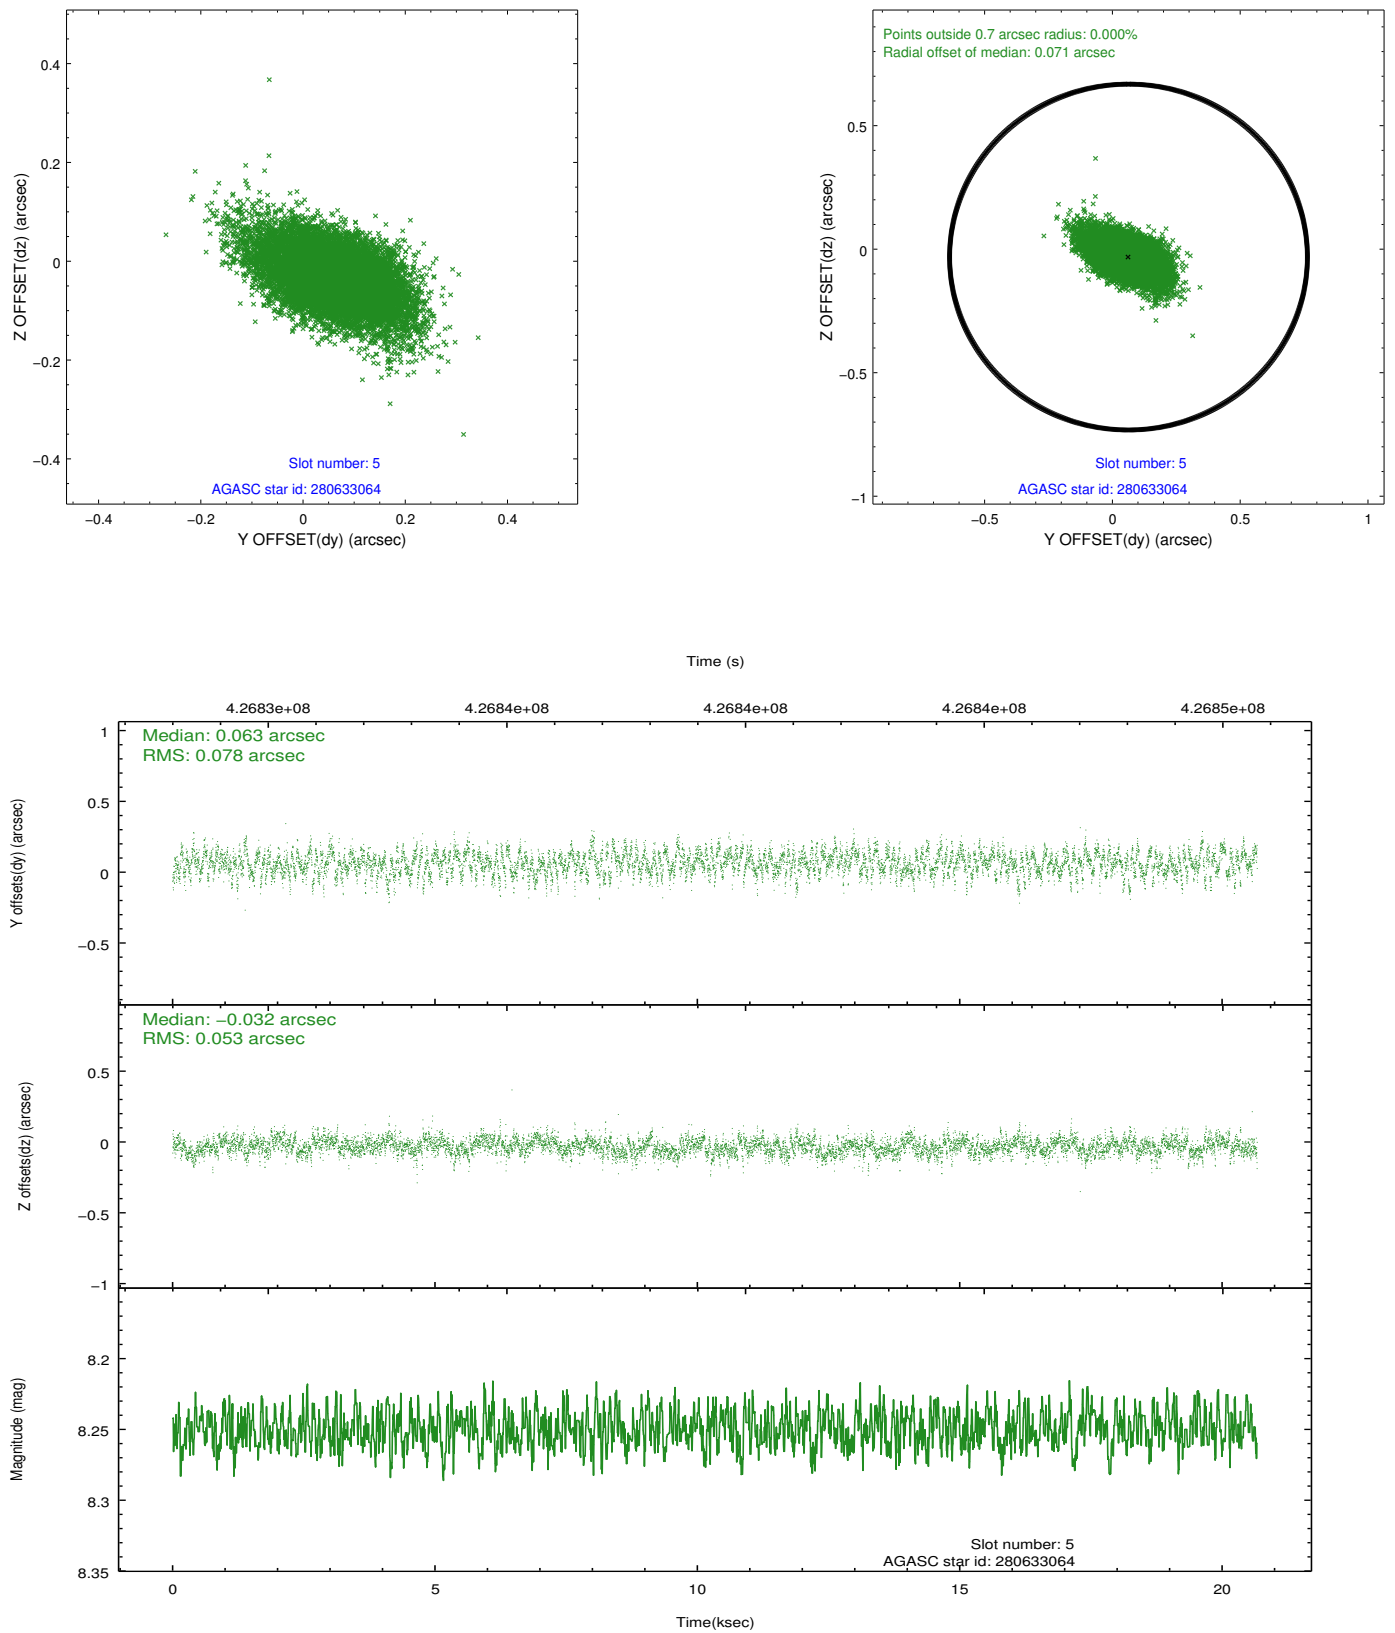 0.4
0.2
0
−0.2
−0.4
Z OFFSET(dz) (arcsec)
Slot number: 5
AGASC star id: 280633064
−0.4 −0.2 0 0.2 0.4
Y OFFSET(dy) (arcsec)
Points outside 0.7 arcsec radius: 0.000%
Radial offset of median: 0.071 arcsec
0.5
0
−0.5
−1
Z OFFSET(dz) (arcsec)
Slot number: 5
AGASC star id: 280633064
−0.5 0 0.5 1
Y OFFSET(dy) (arcsec)
Time (s)
4.2683e+08 4.2684e+08 4.2684e+08 4.2684e+08 4.2685e+08
Median: 0.063 arcsec
RMS: 0.078 arcsec
1
0.5
0
−0.5
Y offsets(dy) (arcsec)
Median: −0.032 arcsec
RMS: 0.053 arcsec
0.5
0
−0.5
−1
Z offsets(dz) (arcsec)
8.2
8.25
8.3
8.35
Magnitude (mag)
Slot number: 5
AGASC star id: 280633064
0 5 10 15 20
Time(ksec)